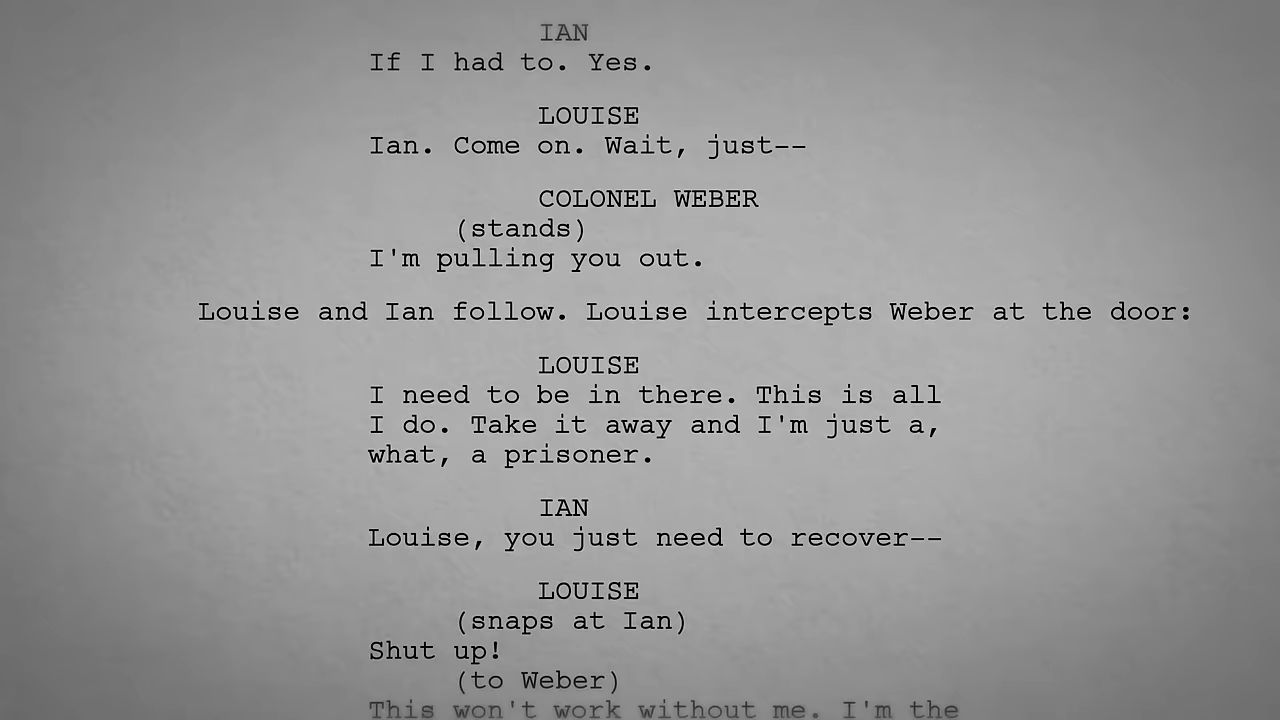 IAN
If I had to. Yes.
LOUISE
Ian. Come on. Wait, just--
COLONEL WEBER
(stands)
I'm pulling you out.
Louise and Ian follow. Louise intercepts Weber at the door:
LOUISE
I need to be in there. This is all
I do. Take it away and I'm just a,
what, a prisoner.
IAN
Louise, you just need to recover--
LOUISE
(snaps at Ian)
Shut up!
(to Weber)
This won't work without me. I'm the